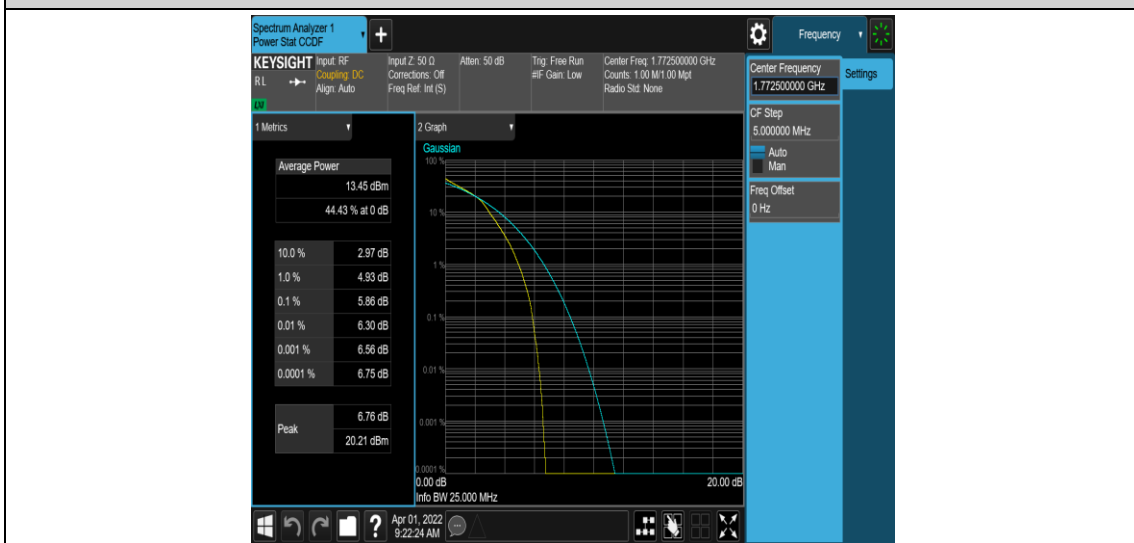 Spectrum Analyzer 1
Power Stat CCDF
+
Frequency
KEYSIGHT
RL
LXI
Input: RF
Coupling: DC
Align: Auto
Input Z: 50 Ω
Corrections: Off
Freq Ref: Int (S)
Atten: 50 dB
Trig: Free Run
#IF Gain: Low
Center Freq: 1.772500000 GHz
Counts: 1.00 M/1.00 Mpt
Radio Std: None
Center Frequency
1.772500000 GHz
Settings
CF Step
5.000000 MHz
Auto
Man
Freq Offset
0 Hz
1 Metrics
Average Power
13.45 dBm
44.43 % at 0 dB
10.0 % 2.97 dB
1.0 % 4.93 dB
0.1 % 5.86 dB
0.01 % 6.30 dB
0.001 % 6.56 dB
0.0001 % 6.75 dB
Peak
6.76 dB
20.21 dBm
2 Graph
Gaussian
100 %
10 %
1 %
0.1 %
0.01 %
0.001 %
0.0001 %
0.00 dB 20.00 dB
Info BW 25.000 MHz
?
Apr 01, 2022
9:22:24 AM